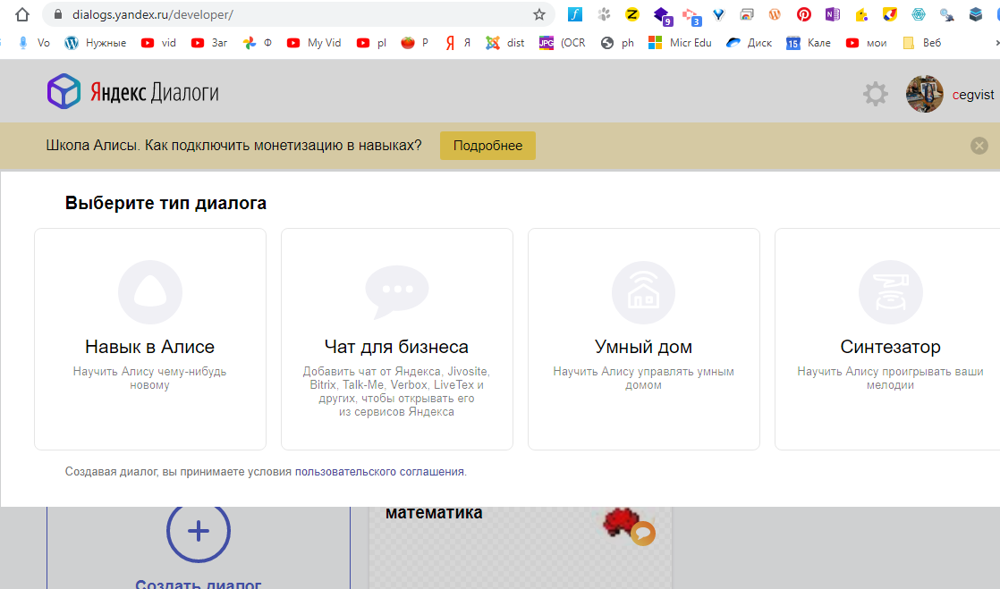 dialogs.yandex.ru/developer/
9
3
Vo Нужные vid Заг Ф My Vid pl Р Я Я dist JPG (OCR ph Micr Edu Диск 15 Кале мои Веб
Яндекс Диалоги
cegvist
Школа Алисы. Как подключить монетизацию в навыках?
Подробнее
Выберите тип диалога
Навык в Алисе
Научить Алису чему-нибудь
новому
Чат для бизнеса
Добавить чат от Яндекса, Jivosite,
Bitrix, Talk-Me, Verbox, LiveTex и
других, чтобы открывать его
из сервисов Яндекса
Умный дом
Научить Алису управлять умным
домом
Синтезатор
Научить Алису проигрывать ваши
мелодии
Создавая диалог, вы принимаете условия пользовательского соглашения.
математика
Создать диалог